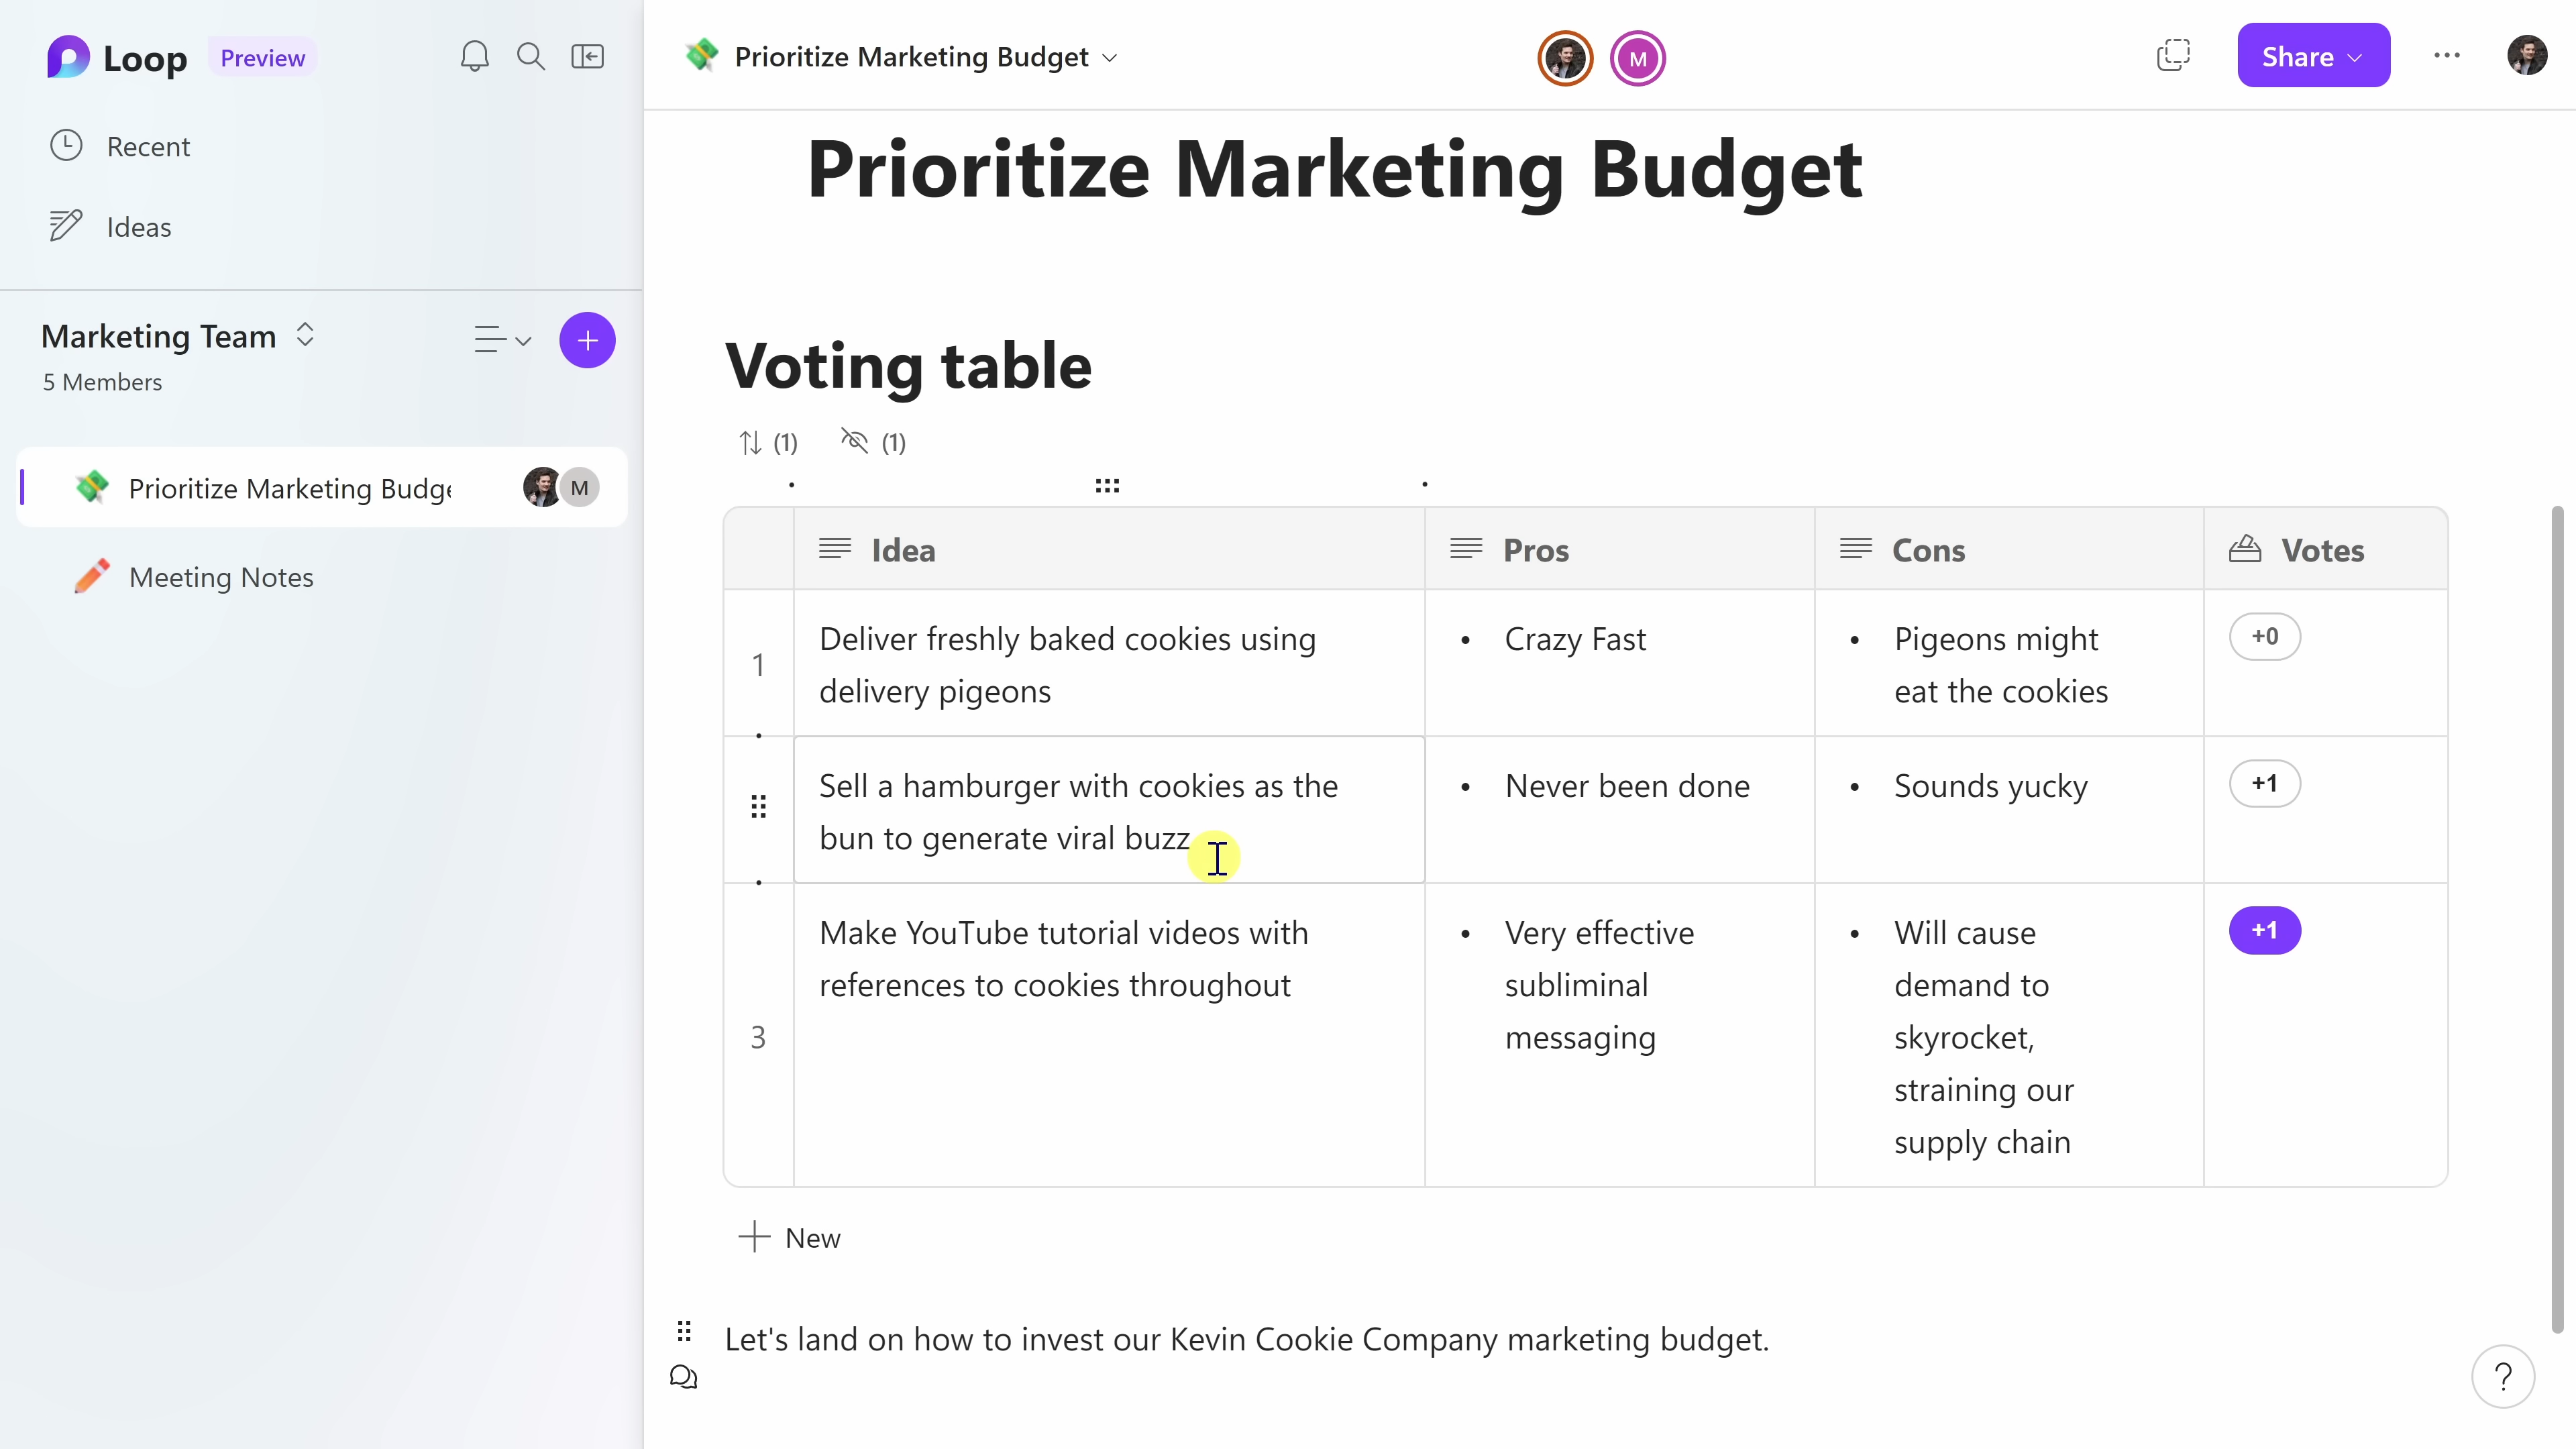 Loop Preview
Recent
Ideas
Marketing Team
5 Members
Prioritize Marketing Budge
M
Meeting Notes
Prioritize Marketing Budget
M
Share
Prioritize Marketing Budget
Voting table
(1) (1)
Idea Pros Cons Votes
1
Deliver freshly baked cookies using
delivery pigeons
• Crazy Fast
• Pigeons might
eat the cookies
+0
Sell a hamburger with cookies as the
bun to generate viral buzz
• Never been done
• Sounds yucky
+1
3
Make YouTube tutorial videos with
references to cookies throughout
• Very effective
subliminal
messaging
• Will cause
demand to
skyrocket,
straining our
supply chain
+1
New
Let's land on how to invest our Kevin Cookie Company marketing budget.
?